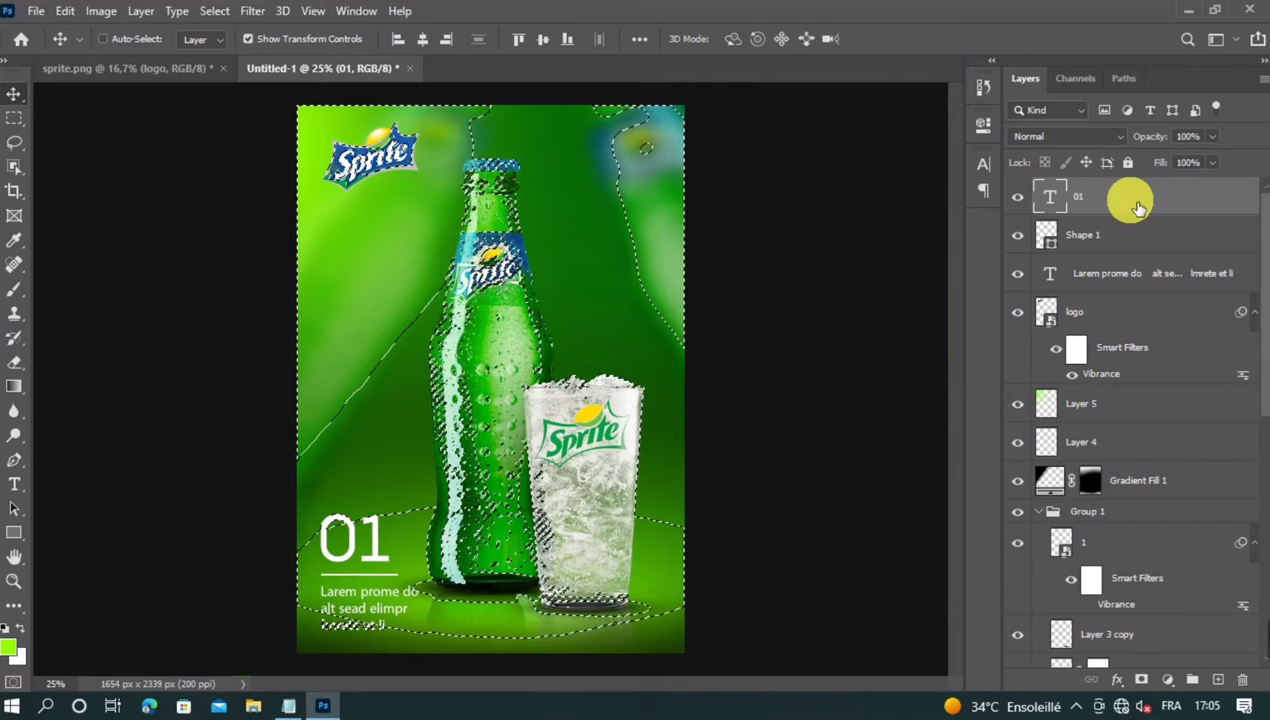 File Edit Image Layer Type Select Filter 3D View Window Help
Auto-Select: Layer Show Transform Controls 3D Mode:
sprite.png @ 16,7% (logo, RGB/8) * × Untitled-1 @ 25% (01, RGB/8) * ×
Layers Channels Paths
Kind
Normal Opacity: 100%
Lock: Fill: 100%
01
Shape 1
Larem prome do alt se... Imrete et li
logo
Smart Filters
Vibrance
Layer 5
Layer 4
Gradient Fill 1
Group 1
1
Smart Filters
Vibrance
Layer 3 copy
Sprite
Sprite
Sprite
01
Larem prome do
alt sead elimpr
25% 1654 px x 2339 px (200 ppi)
34°C Ensoleillé FRA 17:05